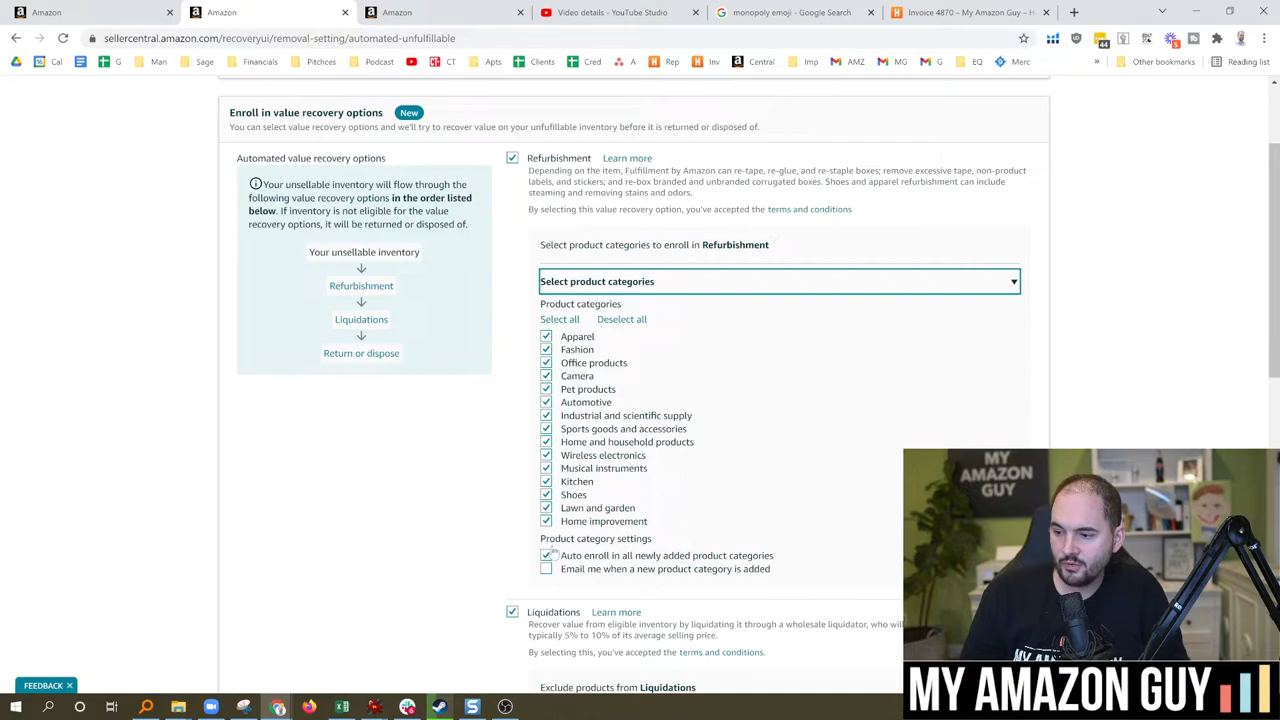 Amazon
Amazon
Amazon
Video details - YouTube Studio
monopoly emoji - Google Search
Invoice 4870 – My Amazon Guy – H
sellercentral.amazon.com/recoveryui/removal-setting/automated-unfulfillable
44
5
Cal
G
Man
Sage
Financials
Pitchces
Podcast
CT
Apts
Clients
Cred
A
Rep
Inv
Central
Imp
AMZ
MG
G
EQ
Merc
»
Other bookmarks
Reading list
Enroll in value recovery options New
You can select value recovery options and we'll try to recover value on your unfufillable inventory before it is returned or disposed of.
Automated value recovery options
Your unsellable inventory will flow through the
following value recovery options in the order listed
below. If inventory is not eligible for the value
recovery options, it will be returned or disposed of.
Your unsellable inventory
Refurbishment
Liquidations
Return or dispose
Refurbishment Learn more
Depending on the item, Fulfillment by Amazon can re-tape, re-glue, and re-staple boxes; remove excessive tape, non-product
labels, and stickers; and re-box branded and unbranded corrugated boxes. Shoes and apparel refurbishment can include
steaming and removing stains and odors.
By selecting this value recovery option, you've accepted the terms and conditions
Select product categories to enroll in Refurbishment
Select product categories
Product categories
Select all Deselect all
Apparel
Fashion
Office products
Camera
Pet products
Automotive
Industrial and scientific supply
Sports goods and accessories
Home and household products
Wireless electronics
Musical instruments
Kitchen
Shoes
Lawn and garden
Home improvement
Product category settings
Auto enroll in all newly added product categories
Email me when a new product category is added
Liquidations Learn more
Recover value from eligible inventory by liquidating it through a wholesale liquidator, who will
typically 5% to 10% of its average selling price.
By selecting this, you've accepted the terms and conditions.
Exclude products from Liquidations
FEEDBACK
MY AMAZON
GUY
MY AMAZON GUY